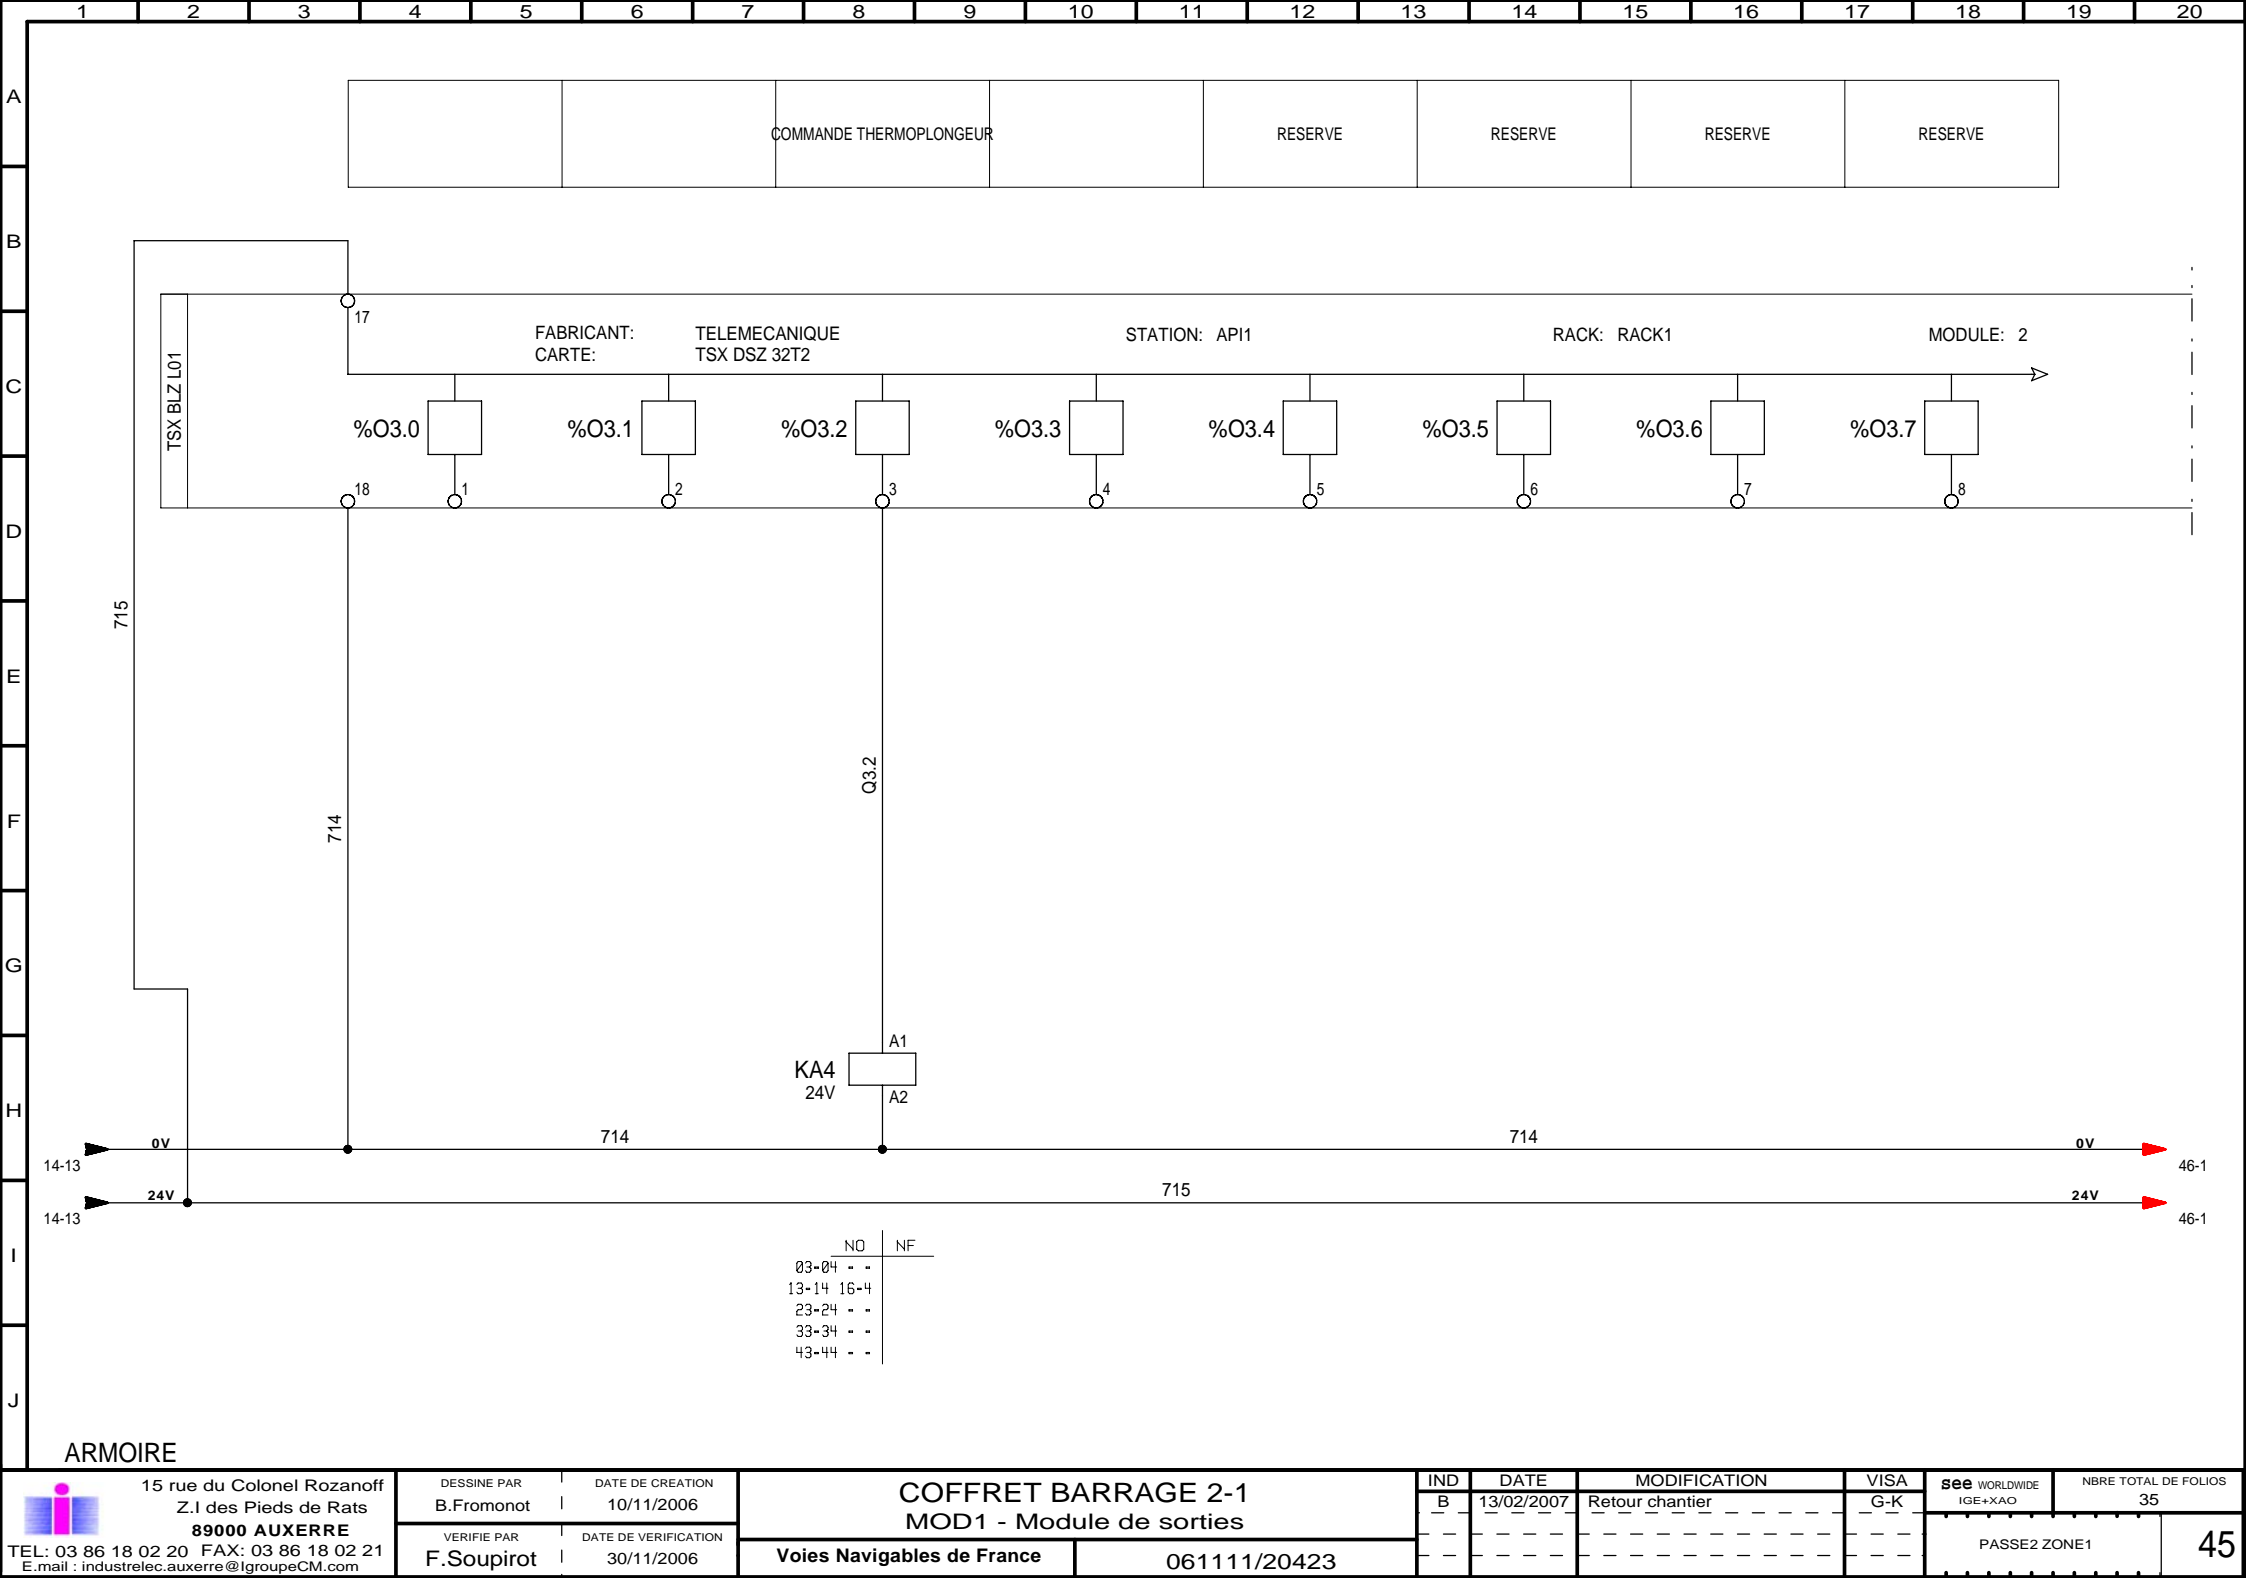 1 2 3 4 5 6 7 8 9 10 11 12 13 14 15 16 17 18 19 20
A
COMMANDE THERMOPLONGEUR RESERVE RESERVE RESERVE RESERVE
B
17
FABRICANT: TELEMECANIQUE STATION: API1 RACK: RACK1 MODULE: 2
CARTE: TSX DSZ 32T2
TSX BLZ L01
C
%O3.0 %O3.1 %O3.2 %O3.3 %O3.4 %O3.5 %O3.6 %O3.7
18 1 2 3 4 5 6 7 8
D
715
E
Q3.2
F
714
G
A1
KA4
24V
A2
H
714 714
0V 0V
14-13 46-1
715
24V 24V
14-13 46-1
I
NO NF
03-04 - -
13-14 16-4
23-24 - -
33-34 - -
43-44 - -
J
ARMOIRE
15 rue du Colonel Rozanoff
Z.I des Pieds de Rats
89000 AUXERRE
TEL: 03 86 18 02 20 FAX: 03 86 18 02 21
E.mail : industrelec.auxerre@IgroupeCM.com
DESSINE PAR
B.Fromonot
DATE DE CREATION
10/11/2006
VERIFIE PAR
F.Soupirot
DATE DE VERIFICATION
30/11/2006
COFFRET BARRAGE 2-1
MOD1 - Module de sorties
Voies Navigables de France
061111/20423
IND DATE MODIFICATION VISA
B 13/02/2007 Retour chantier G-K
see WORLDWIDE
IGE+XAO
NBRE TOTAL DE FOLIOS
35
PASSE2 ZONE1
45